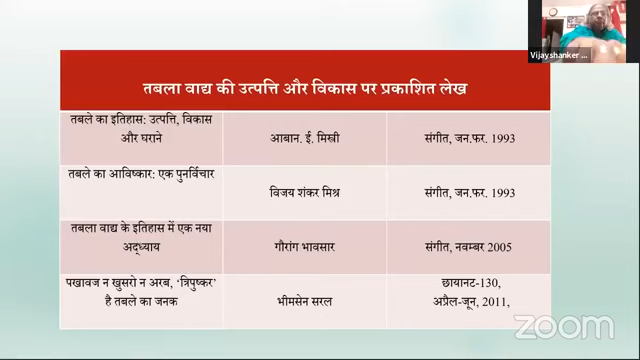 Vijayshanker ...
तबला वाद्य की उत्पत्ति और विकास पर प्रकाशित लेख
तबले का इतिहास: उत्पत्ति, विकास
और घराने
आबान. ई. मिस्त्री
संगीत, जन.फर. 1993
तबले का आविष्कार: एक पुनर्विचार
विजय शंकर मिश्र
संगीत, जन.फर. 1993
तबला वाद्य के इतिहास में एक नया
अद्ध्याय
गौरांग भावसार
संगीत, नवम्बर 2005
पखावज न खुसरो न अरब, ‘त्रिपुष्कर’
है तबले का जनक
भीमसेन सरल
छायानट-130,
अप्रैल-जून, 2011,
zoom